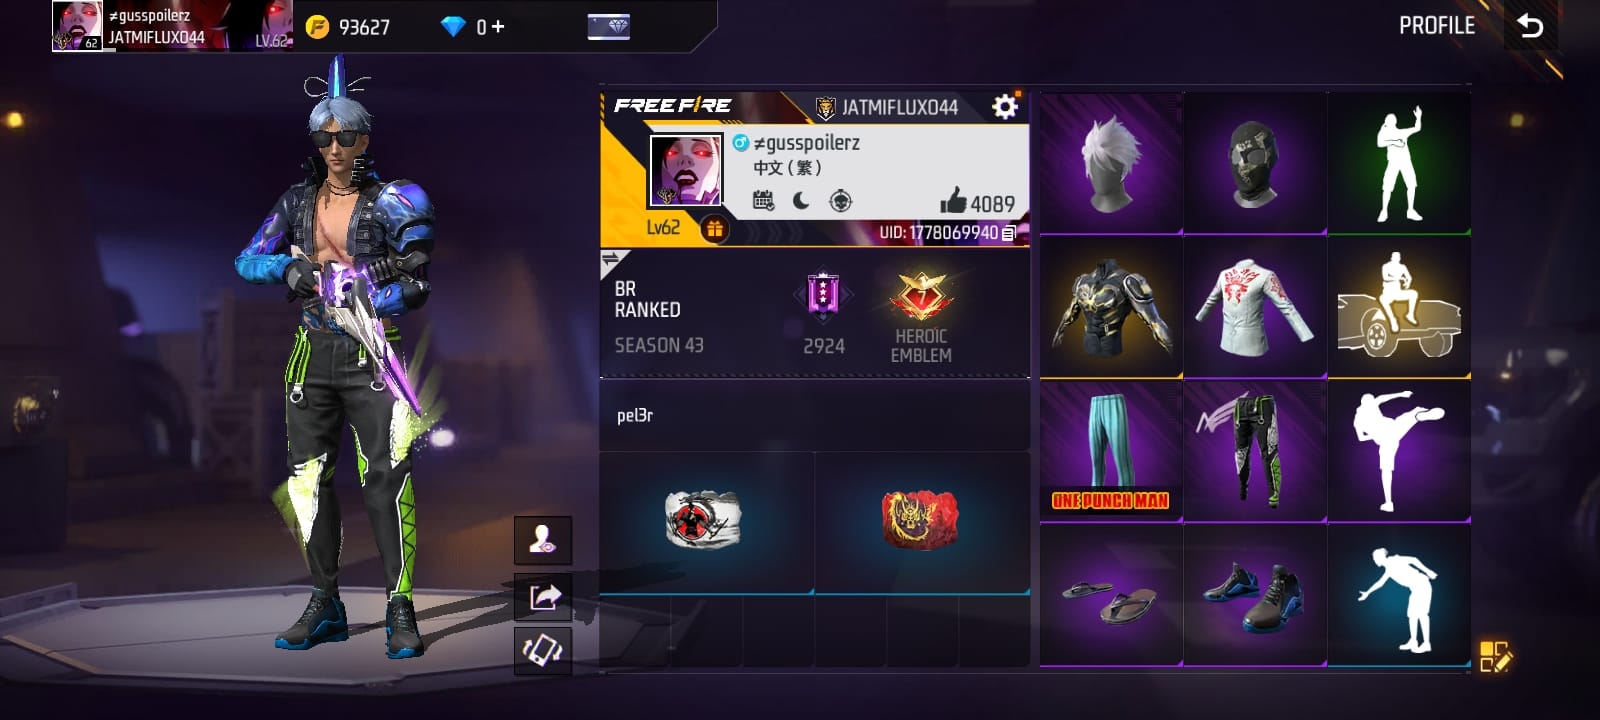 ≠gusspoilerz
JATMIFLUX044
62
LV.62
93627
0 +
PROFILE
FREE FIRE
JATMIFLUX044
≠gusspoilerz
中文 ( 繁 )
4089
Lv62
UID: 1778069940
BR
RANKED
SEASON 43
2924
7
HEROIC
EMBLEM
pel3r
ONE PUNCH MAN